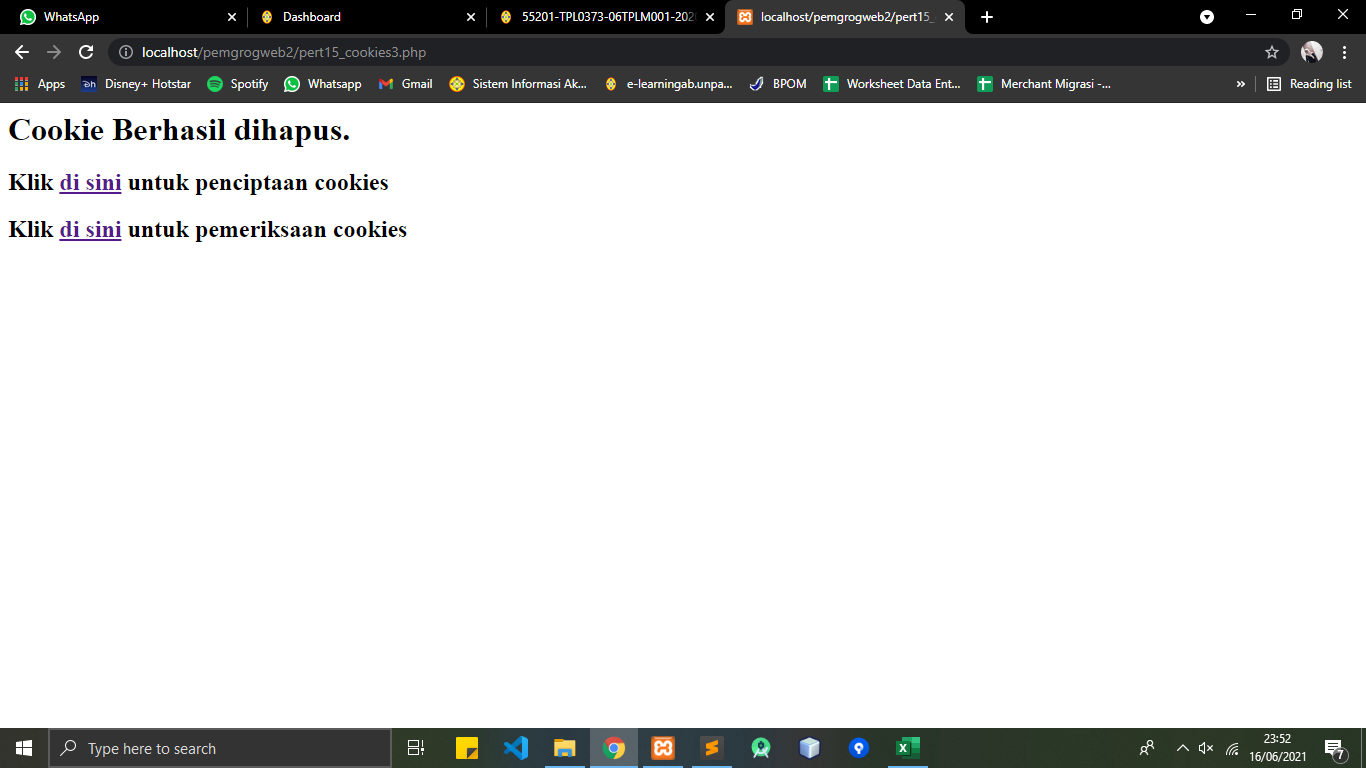 WhatsApp
Dashboard
55201-TPL0373-06TPLM001-202
localhost/pemgrogweb2/pert15_
localhost/pemgrogweb2/pert15_cookies3.php
Apps Disney+ Hotstar Spotify Whatsapp Gmail Sistem Informasi Ak... e-learningab.unpa... BPOM Worksheet Data Ent... Merchant Migrasi -... » Reading list
Cookie Berhasil dihapus.
Klik di sini untuk penciptaan cookies
Klik di sini untuk pemeriksaan cookies
Type here to search
23:52
16/06/2021
7